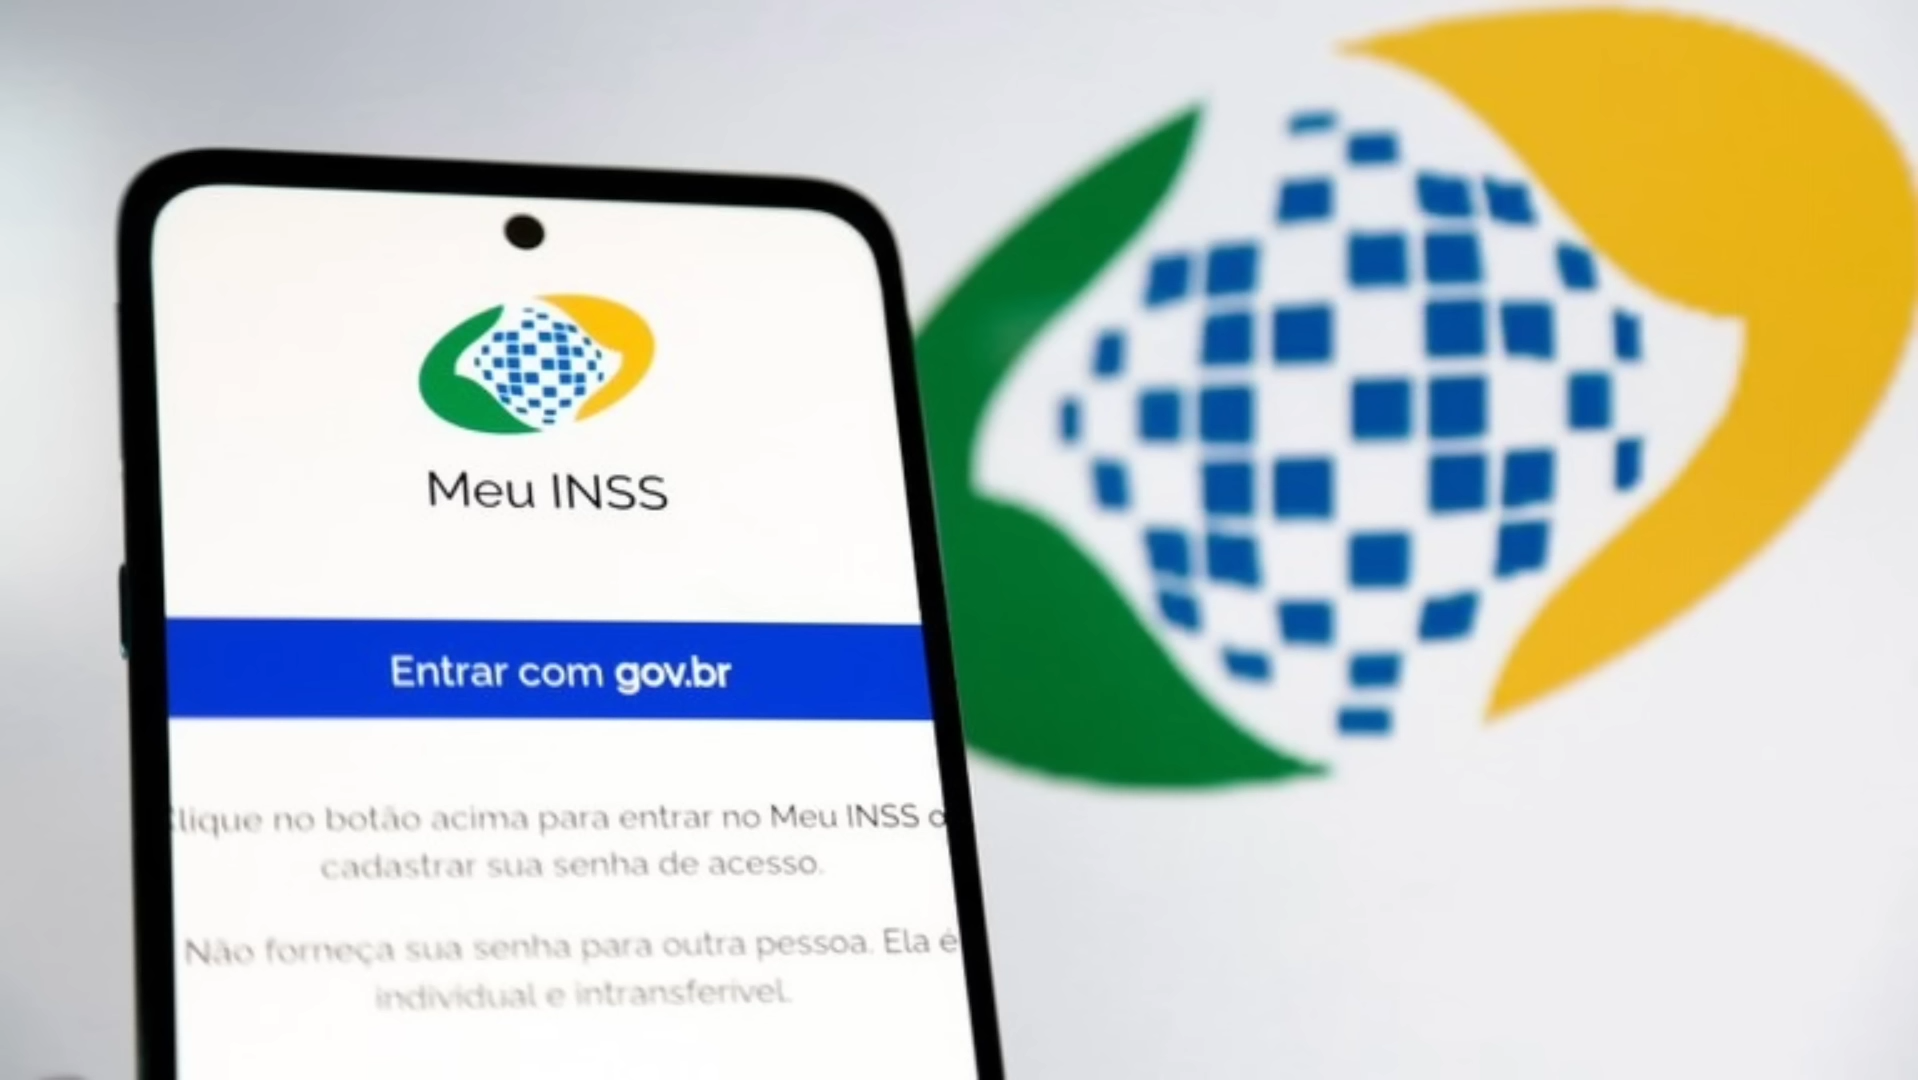 Meu INSS
Entrar com gov.br
lique no botão acima para entrar no Meu INSS o
cadastrar sua senha de acesso.
Não forneça sua senha para outra pessoa. Ela é
individual e intransferível.